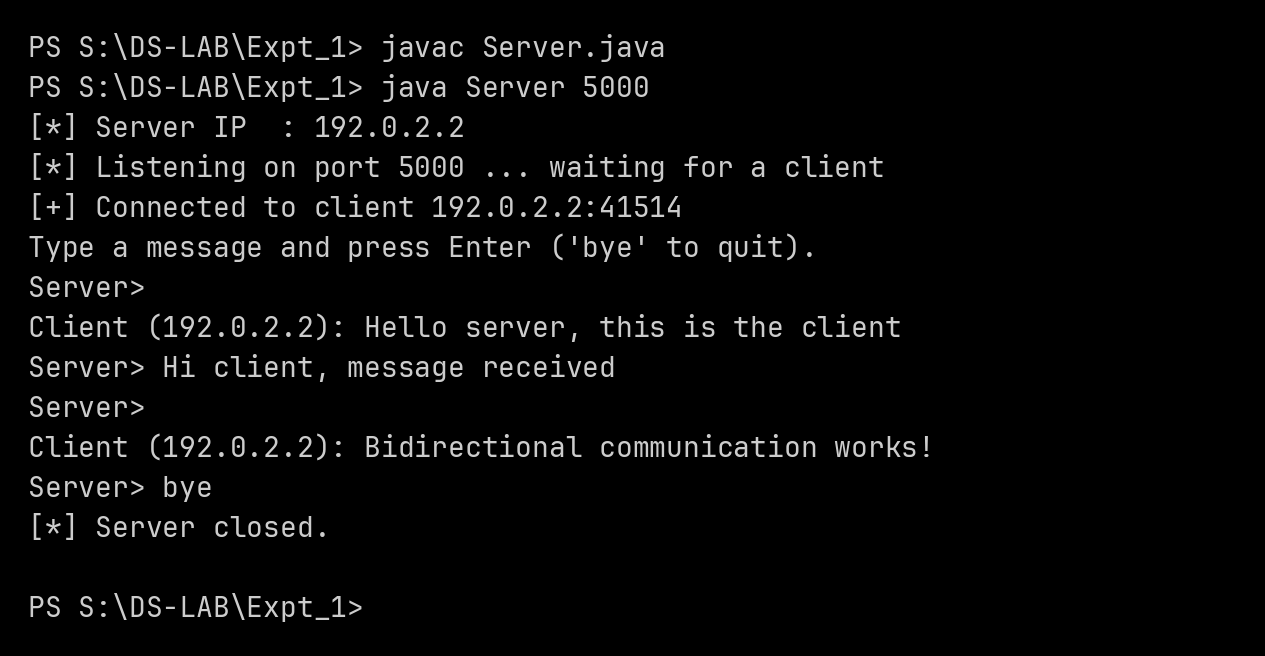 PS S:\DS-LAB\Expt_1> javac Server.java
PS S:\DS-LAB\Expt_1> java Server 5000
[*] Server IP  : 192.0.2.2
[*] Listening on port 5000 ... waiting for a client
[+] Connected to client 192.0.2.2:41514
Type a message and press Enter ('bye' to quit).
Server>
Client (192.0.2.2): Hello server, this is the client
Server> Hi client, message received
Server>
Client (192.0.2.2): Bidirectional communication works!
Server> bye
[*] Server closed.
PS S:\DS-LAB\Expt_1>